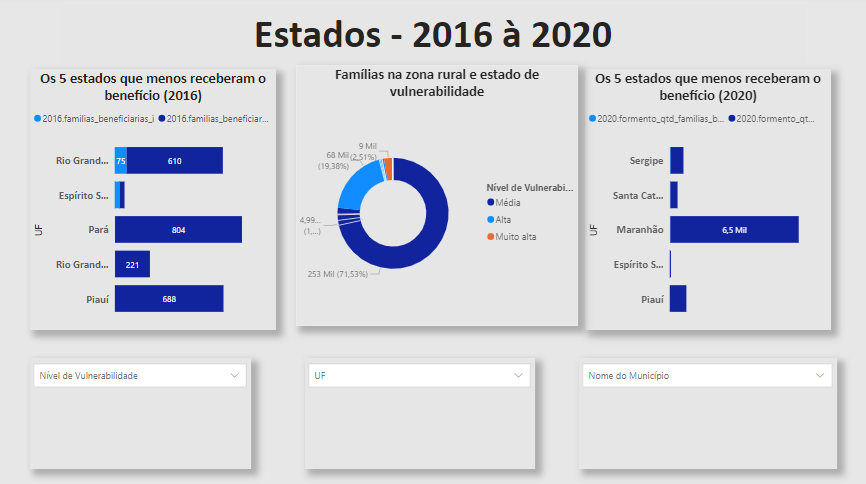 Estados - 2016 à 2020
Os 5 estados que menos receberam o
benefício (2016)
2016.familias_beneficiarias_i
2016.familias_beneficiar...
UF
Rio Grand...
75
610
Espírito S...
Pará
804
Rio Grand...
221
Piauí
688
Famílias na zona rural e estado de
vulnerabilidade
9 Mil
(2,51%)
68 Mil
(19,38%)
4,99...
(1,...)
253 Mil (71,53%)
Nível de Vulnerabi...
Média
Alta
Muito alta
Os 5 estados que menos receberam o
benefício (2020)
2020.formento_qtd_familias_b...
2020.formento_qt...
UF
Sergipe
Santa Cat...
Maranhão
6,5 Mil
Espírito S...
Piauí
Nível de Vulnerabilidade
UF
Nome do Município